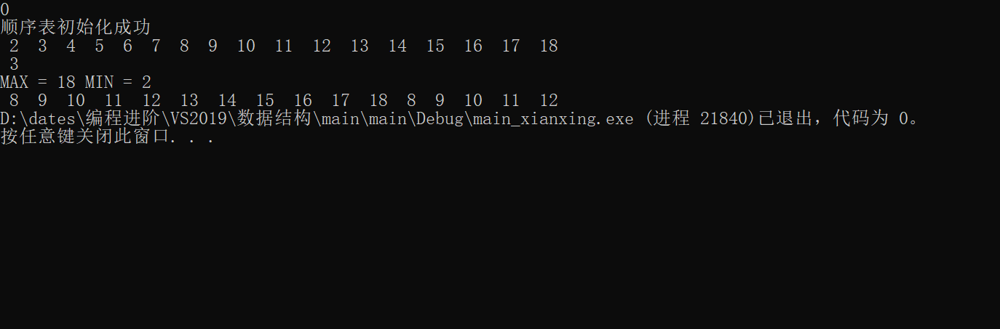 0
顺序表初始化成功
2 3 4 5 6 7 8 9 10 11 12 13 14 15 16 17 18
3
MAX = 18 MIN = 2
8 9 10 11 12 13 14 15 16 17 18 8 9 10 11 12
D:\dates\编程进阶\VS2019\数据结构\main\main\Debug\main_xianxing.exe (进程 21840)已退出，代码为 0。
按任意键关闭此窗口. . .